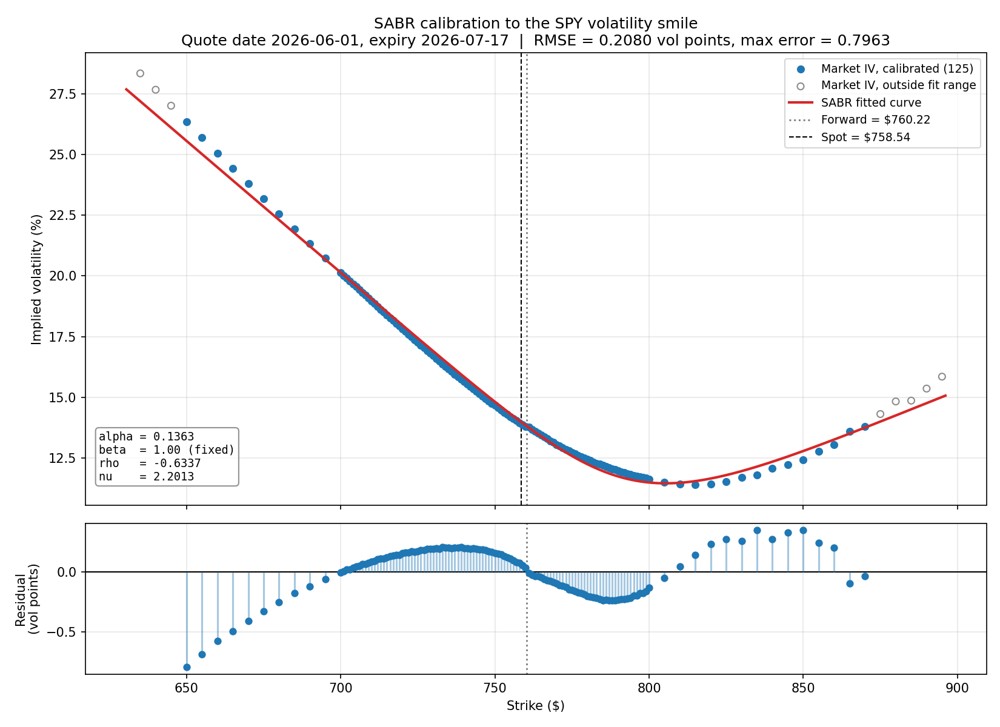 SABR calibration to the SPY volatility smile
Quote date 2026-06-01, expiry 2026-07-17  |  RMSE = 0.2080 vol points, max error = 0.7963
Market IV, calibrated (125)
Market IV, outside fit range
SABR fitted curve
Forward = $760.22
Spot = $758.54
Implied volatility (%)
27.5
25.0
22.5
20.0
17.5
15.0
12.5
alpha = 0.1363
beta  = 1.00 (fixed)
rho   = -0.6337
nu    = 2.2013
Residual
(vol points)
0.0
−0.5
650
700
750
800
850
900
Strike ($)